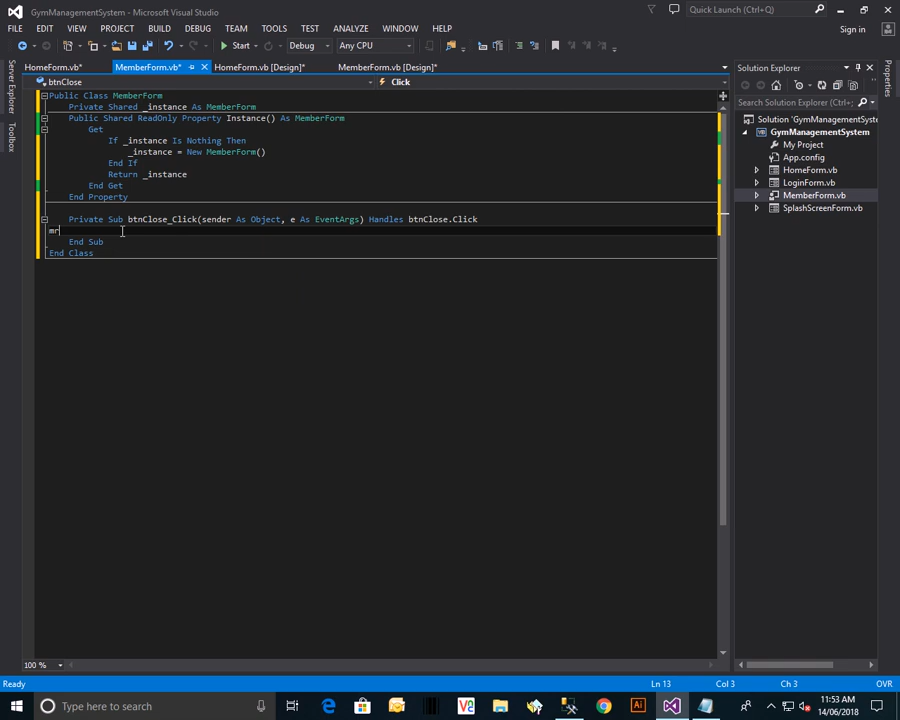 GymManagementSystem - Microsoft Visual Studio
Quick Launch (Ctrl+Q)
FILE EDIT VIEW PROJECT BUILD DEBUG TEAM TOOLS TEST ANALYZE WINDOW HELP
Sign in
Start Debug Any CPU
HomeForm.vb* MemberForm.vb* HomeForm.vb [Design]* MemberForm.vb [Design]*
Solution Explorer
btnClose Click
Public Class MemberForm
Private Shared _instance As MemberForm
Public Shared ReadOnly Property Instance() As MemberForm
Get
If _instance Is Nothing Then
_instance = New MemberForm()
End If
Return _instance
End Get
End Property
Private Sub btnClose_Click(sender As Object, e As EventArgs) Handles btnClose.Click
mr
End Sub
End Class
Server Explorer
Toolbox
Search Solution Explorer (Ctrl+;)
Solution 'GymManagementSyste
GymManagementSystem
My Project
App.config
HomeForm.vb
LoginForm.vb
MemberForm.vb
SplashScreenForm.vb
Properties
100 %
Ready Ln 13 Col 3 Ch 3 OVR
Type here to search
Ai
11:53 AM
14/06/2018